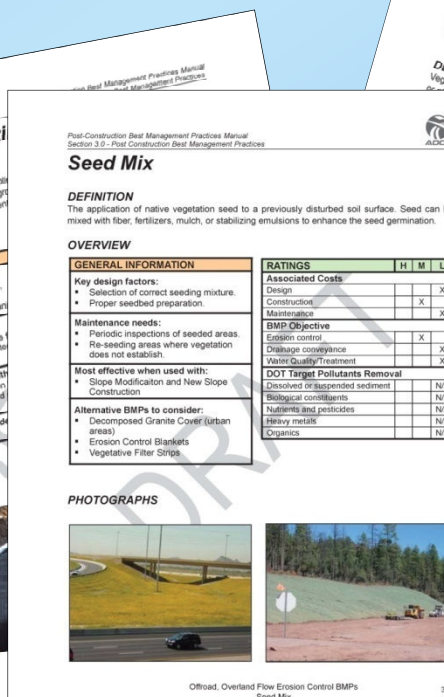 Best Management Practices Manual
Best Management Practices
Post-Construction Best Management Practices Manual
Section 3.0 - Post Construction Best Management Practices
ADO
Seed Mix
DEFINITION
The application of native vegetation seed to a previously disturbed soil surface. Seed can
mixed with fiber, fertilizers, mulch, or stabilizing emulsions to enhance the seed germination.
OVERVIEW
GENERAL INFORMATION
Key design factors:
▪ Selection of correct seeding mixture.
▪ Proper seedbed preparation.
Maintenance needs:
▪ Periodic inspections of seeded areas.
▪ Re-seeding areas where vegetation
does not establish.
Most effective when used with:
▪ Slope Modificaiton and New Slope
Construction
Alternative BMPs to consider:
▪ Decomposed Granite Cover (urban
areas)
▪ Erosion Control Blankets
▪ Vegetative Filter Strips
RATINGS H M L
Associated Costs
Design X
Construction X
Maintenance X
BMP Objective
Erosion control X
Drainage conveyance X
Water Quality/Treatment X
DOT Target Pollutants Removal
Dissolved or suspended sediment N/
Biological constituents N/
Nutrients and pesticides N/
Heavy metals N/
Organics N/
DRAFT
PHOTOGRAPHS
Offroad, Overland Flow Erosion Control BMPs
Seed Mix